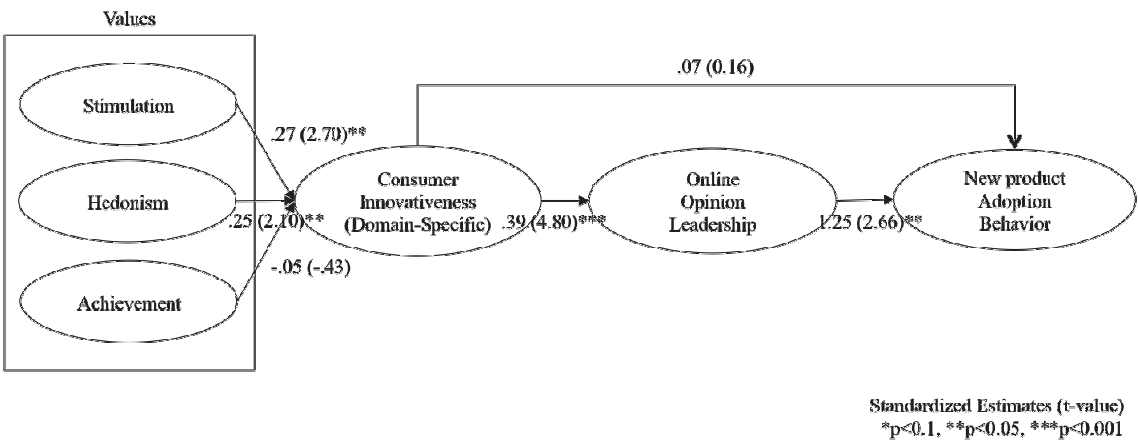 Values
.07 (0.16)
Stimulation
.27 (2.70)**
Hedonism
.25 (2.10)**
Achievement
-.05 (-.43)
Consumer
Innovativeness
(Domain-Specific)
.39 (4.80)***
Online
Opinion
Leadership
1.25 (2.66)**
New product
Adoption
Behavior
Standardized Estimates (t-value)
*p<0.1, **p<0.05, ***p<0.001